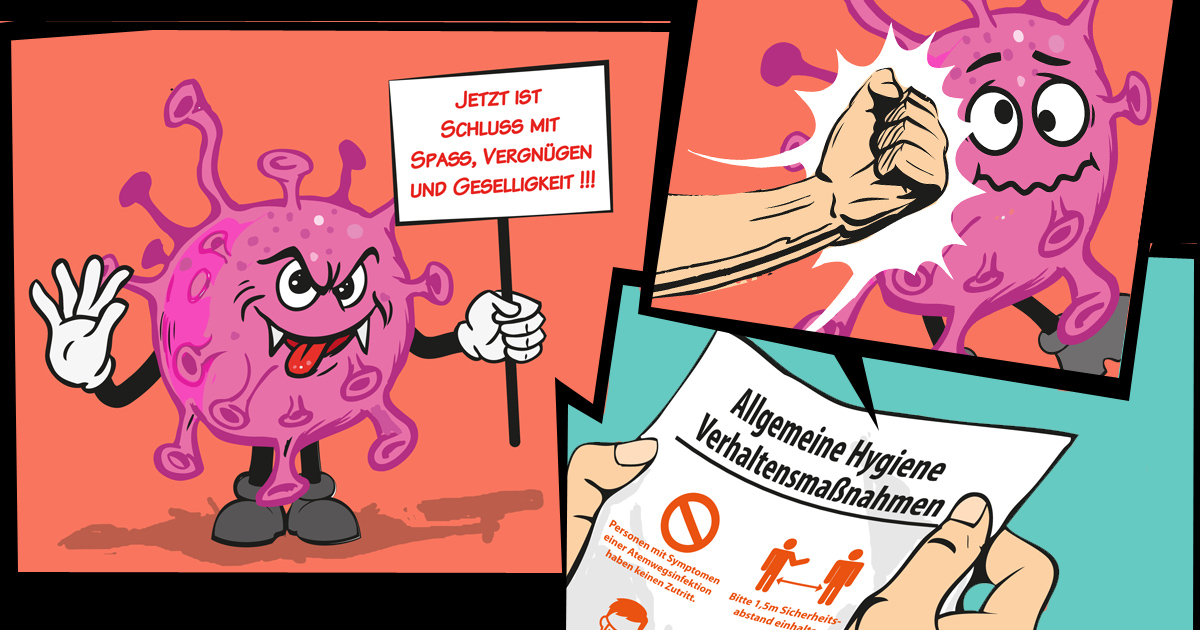 Jetzt ist
Schluss mit
Spass, Vergnügen
und Geselligkeit !!!
Allgemeine Hygiene
Verhaltensmaßnahmen
Personen mit Symptomen
einer Atemwegsinfektion
haben keinen Zutritt.
Bitte 1,5m Sicherheits-
abstand